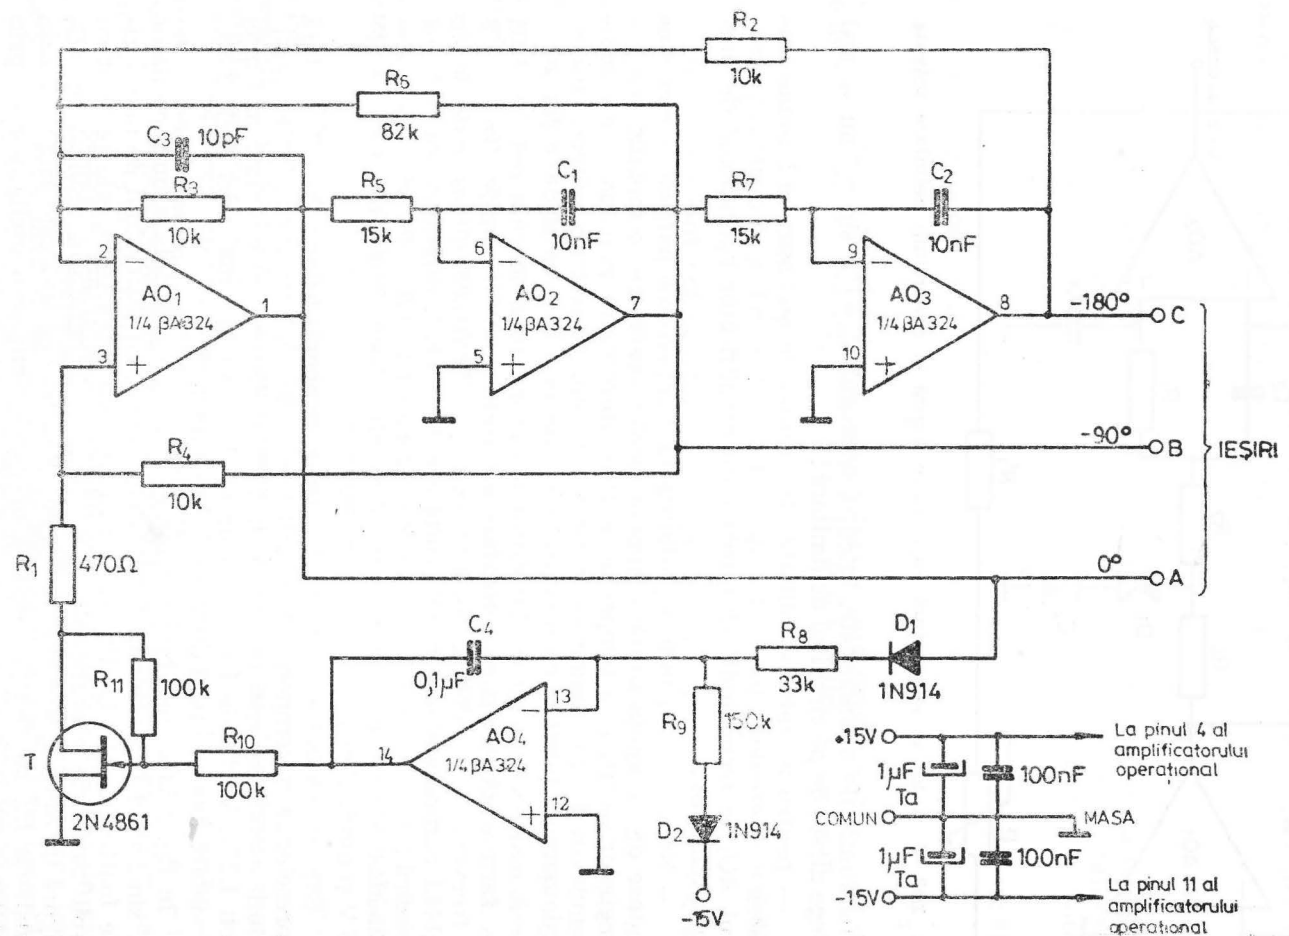 R2
10k
R6
82k
C3 10pF
R3
10k
R5
15k
C1
10nF
R7
15k
C2
10nF
2
−
AO1
1/4 βA324
1
3
+
6
−
AO2
1/4 βA324
7
5
+
9
−
AO3
1/4 βA324
8
10
+
-180°
C
-90°
B
IEȘIRI
0°
A
R4
10k
R1
470Ω
R11
100k
T
2N4861
R10
100k
C4
0,1µF
13
−
AO4
1/4 βA324
14
12
+
R8
33k
D1
1N914
R9
150k
D2
1N914
-15V
+15V
La pinul 4 al
amplificatorului
operațional
1µF
Ta
100nF
COMUN
MASA
1µF
Ta
100nF
-15V
La pinul 11 al
amplificatorului
operațional